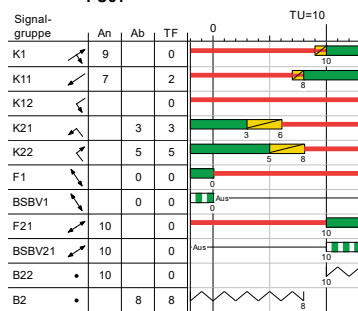 Signal-
gruppe An Ab TF 0 TU=10
K1 9 0 10
K11 7 2 8
K12 0
K21 3 3 3 6
K22 5 5 5 8
F1 0 0 0
BSBV1 0 0 0 Aus
F21 10 0 10
BSBV21 10 0 Aus 10
B22 10 0 10
B2 8 8 8